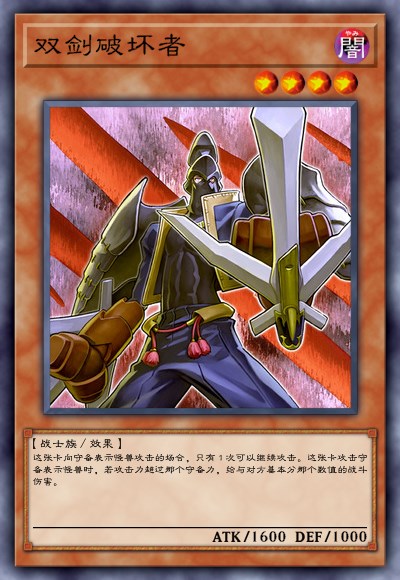 双剑破坏者
やみ
闇
【战士族／效果】
这张卡向守备表示怪兽攻击的场合，只有1次可以继续攻击。这张卡攻击守
备表示怪兽时，若攻击力超过那个守备力，给与对方基本分那个数值的战斗
伤害。
ATK/1600 DEF/1000